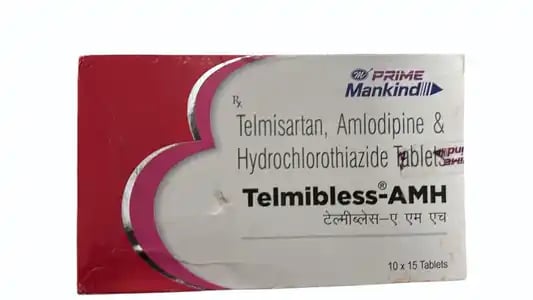 PRIME
Mankind
Rx
Telmisartan, Amlodipine &
Hydrochlorothiazide Tablets
Telmibless®-AMH
टेल्मीब्लेस-ए एम एच
10 x 15 Tablets